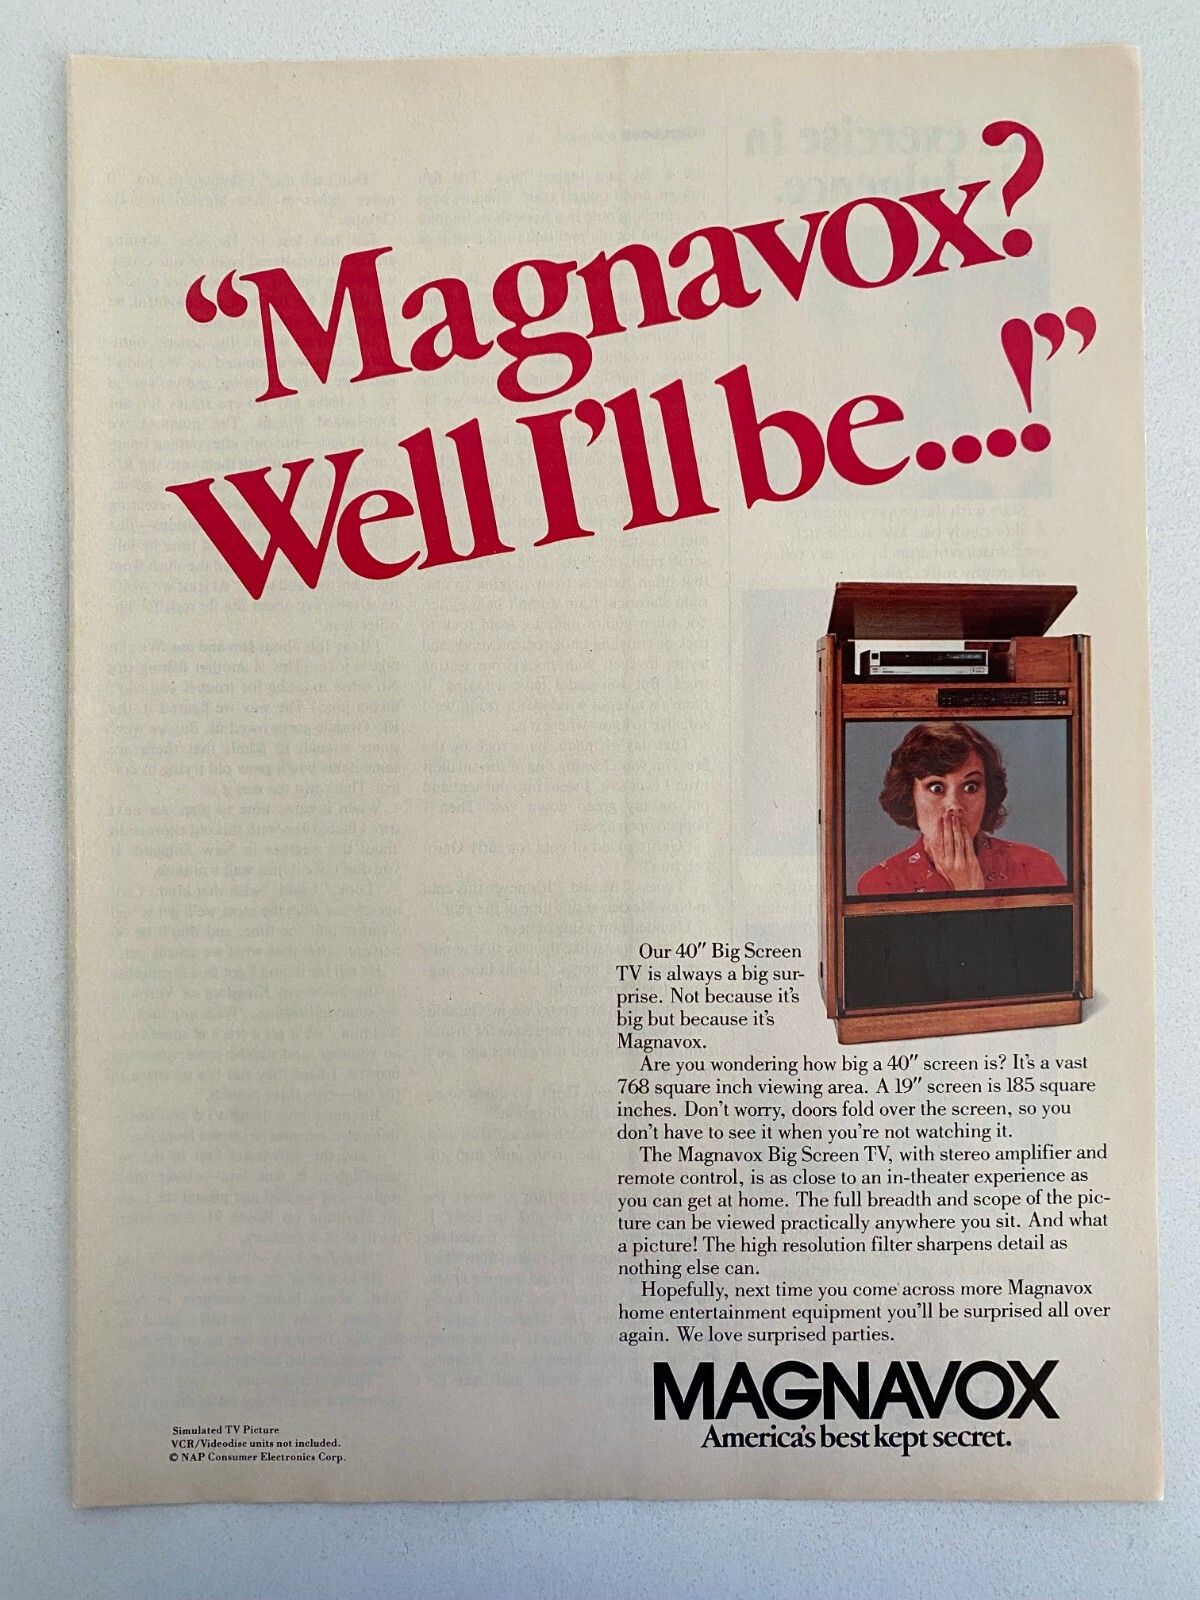 “Magnavox?
Well I’ll be....!”
Our 40″ Big Screen
TV is always a big sur-
prise. Not because it’s
big but because it’s
Magnavox.
Are you wondering how big a 40″ screen is? It’s a vast
768 square inch viewing area. A 19″ screen is 185 square
inches. Don’t worry, doors fold over the screen, so you
don’t have to see it when you’re not watching it.
The Magnavox Big Screen TV, with stereo amplifier and
remote control, is as close to an in-theater experience as
you can get at home. The full breadth and scope of the pic-
ture can be viewed practically anywhere you sit. And what
a picture! The high resolution filter sharpens detail as
nothing else can.
Hopefully, next time you come across more Magnavox
home entertainment equipment you’ll be surprised all over
again. We love surprised parties.
MAGNAVOX
America’s best kept secret.
Simulated TV Picture
VCR/Videodisc units not included.
© NAP Consumer Electronics Corp.